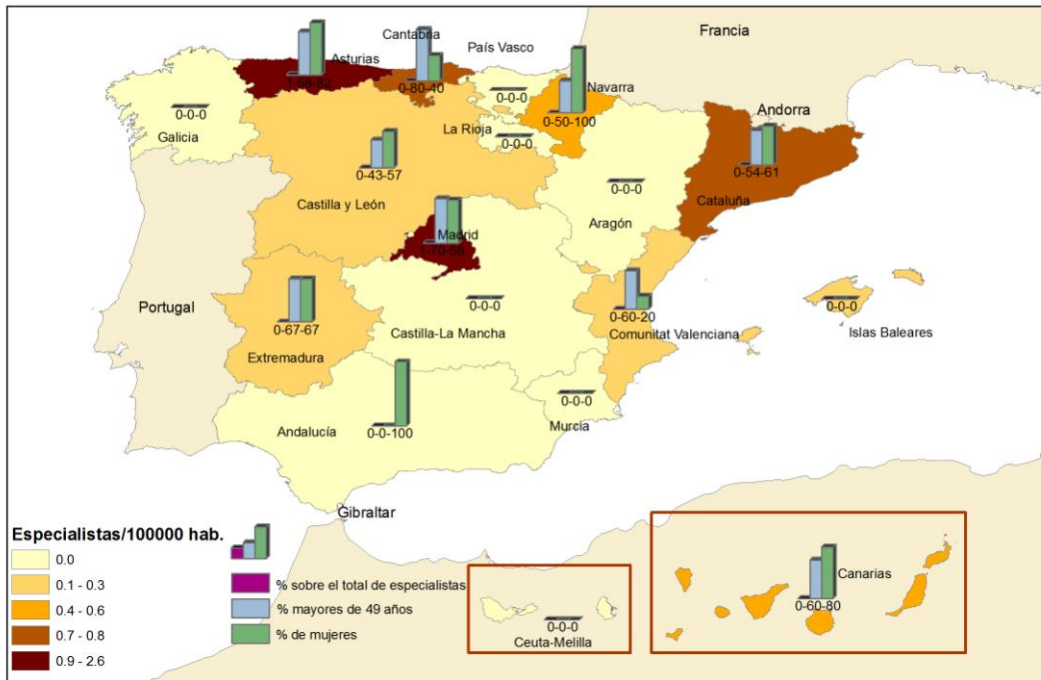 Francia
Cantabria
País Vasco
Asturias
0-80-40
0-0-0
Navarra
Andorra
0-0-0
Galicia
La Rioja
0-0-0
0-50-100
0-43-57
0-54-61
Castilla y León
0-0-0
Cataluña
Aragón
Madrid
Portugal
0-0-0
0-67-67
0-60-20
0-0-0
Castilla-La Mancha
Comunitat Valenciana
Islas Baleares
Extremadura
0-0-0
Andalucía
0-0-100
Murcia
Gibraltar
Especialistas/100000 hab.
0.0
0.1 - 0.3
0.4 - 0.6
0.7 - 0.8
0.9 - 2.6
% sobre el total de especialistas
% mayores de 49 años
% de mujeres
0-0-0
Ceuta-Melilla
Canarias
0-60-80